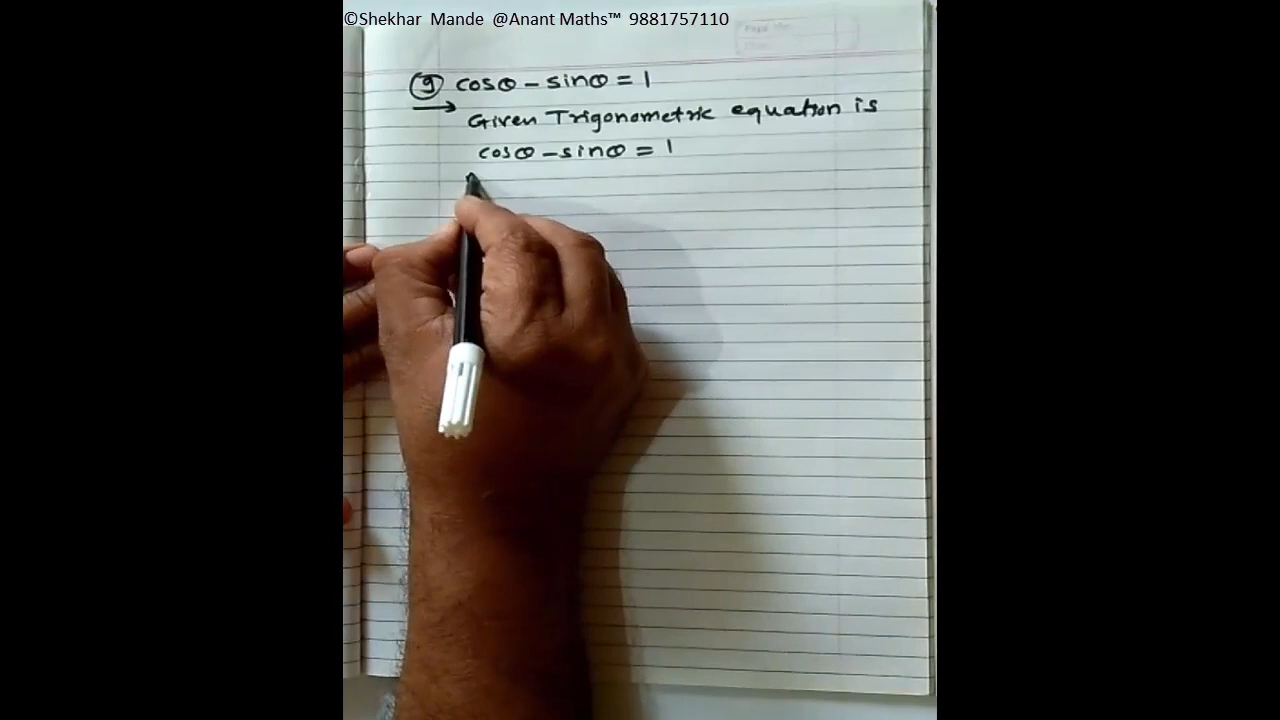 ©Shekhar Mande @Anant Maths™ 9881757110
9 cosθ - sinθ = 1
Given Trigonometric equation is
cosθ - sinθ = 1